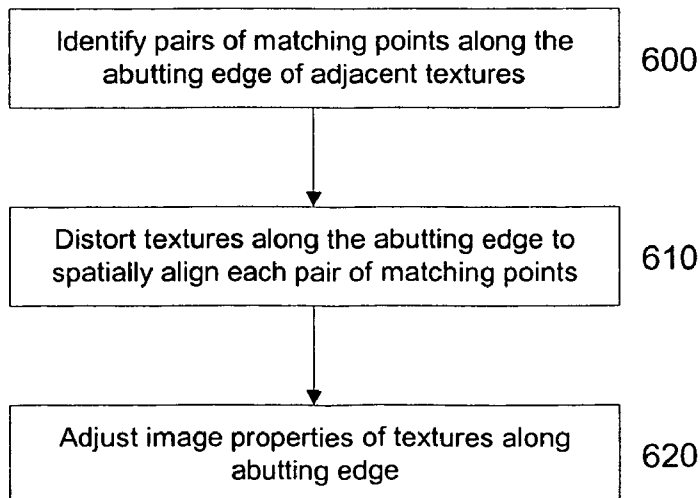 Identify pairs of matching points along the
abutting edge of adjacent textures
600
Distort textures along the abutting edge to
spatially align each pair of matching points
610
Adjust image properties of textures along
abutting edge
620